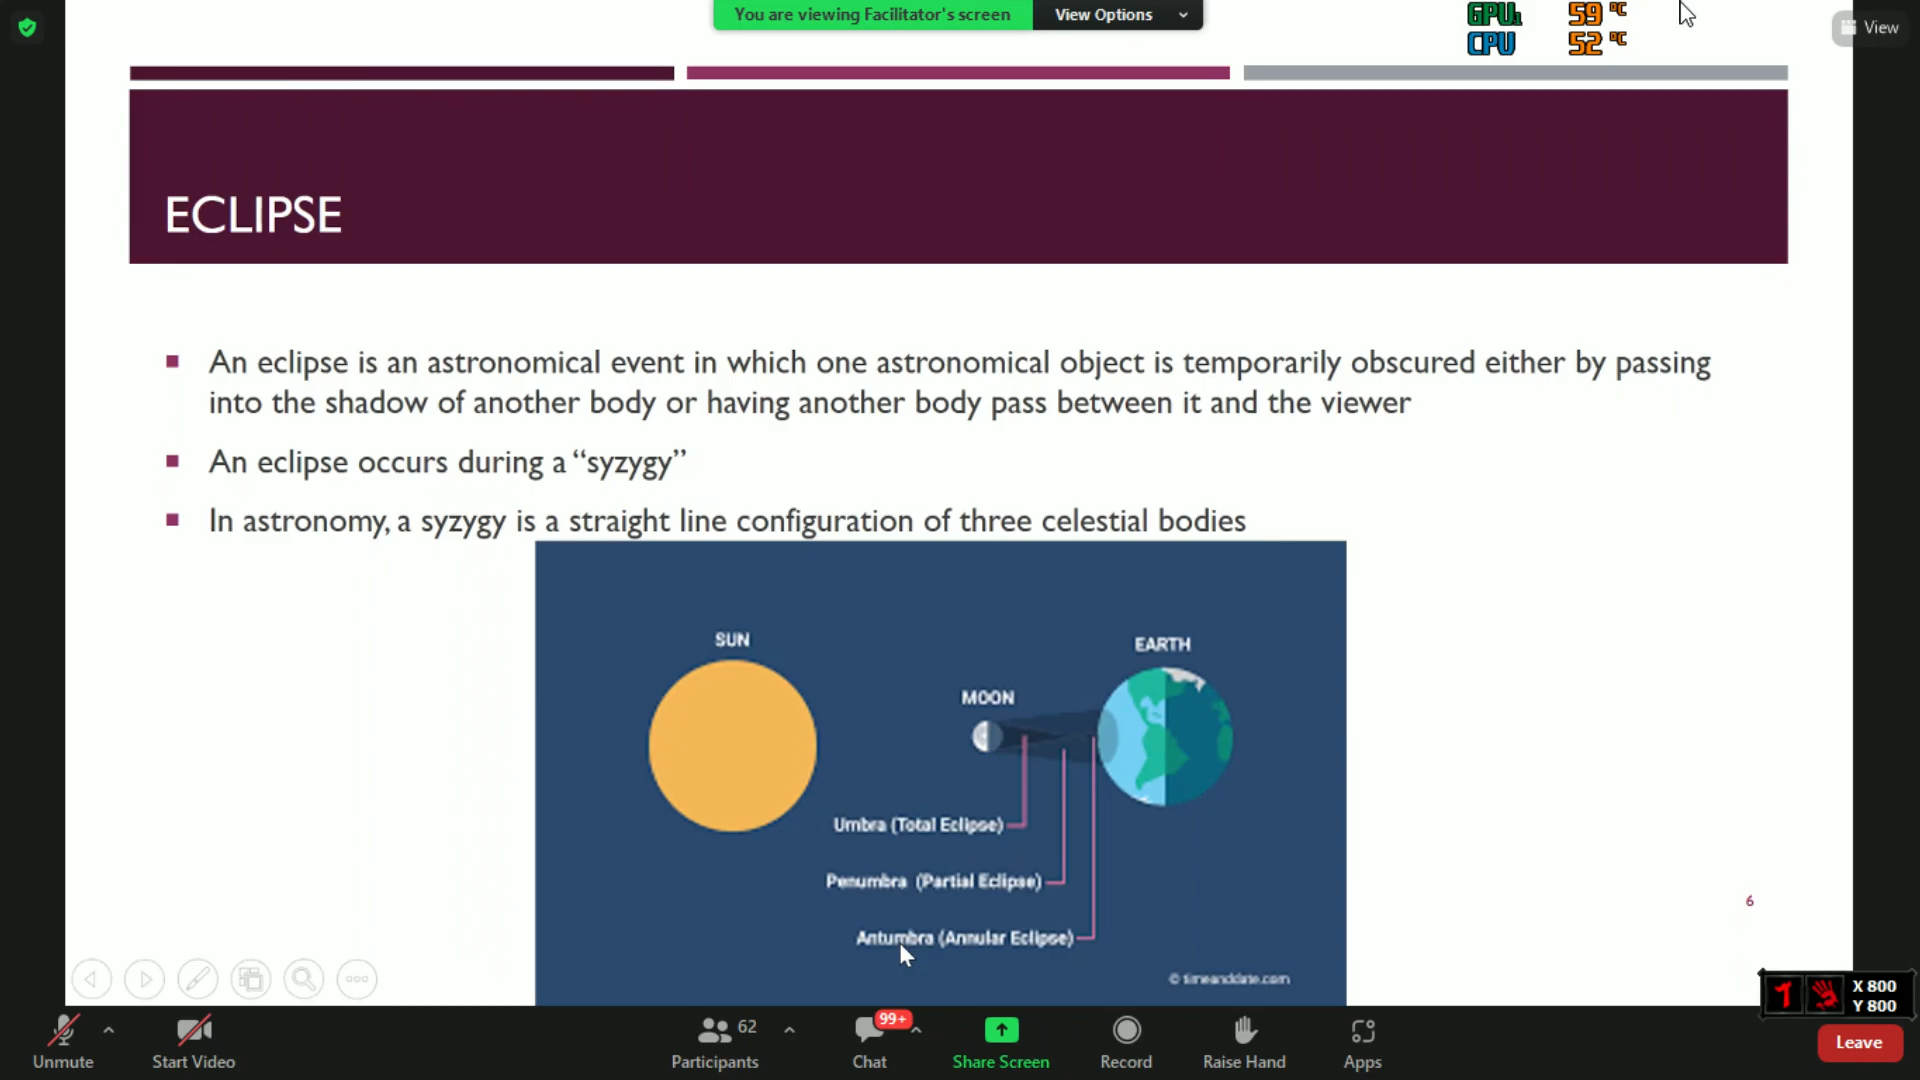 You are viewing Facilitator's screen View Options
GPU1 59 °C
CPU 52 °C
View
ECLIPSE
An eclipse is an astronomical event in which one astronomical object is temporarily obscured either by passing
into the shadow of another body or having another body pass between it and the viewer
An eclipse occurs during a “syzygy”
In astronomy, a syzygy is a straight line configuration of three celestial bodies
SUN
EARTH
MOON
Umbra (Total Eclipse)
Penumbra (Partial Eclipse)
Antumbra (Annular Eclipse)
© timeanddate.com
6
X 800
Y 800
Unmute
Start Video
62
Participants
99+
Chat
Share Screen
Record
Raise Hand
Apps
Leave